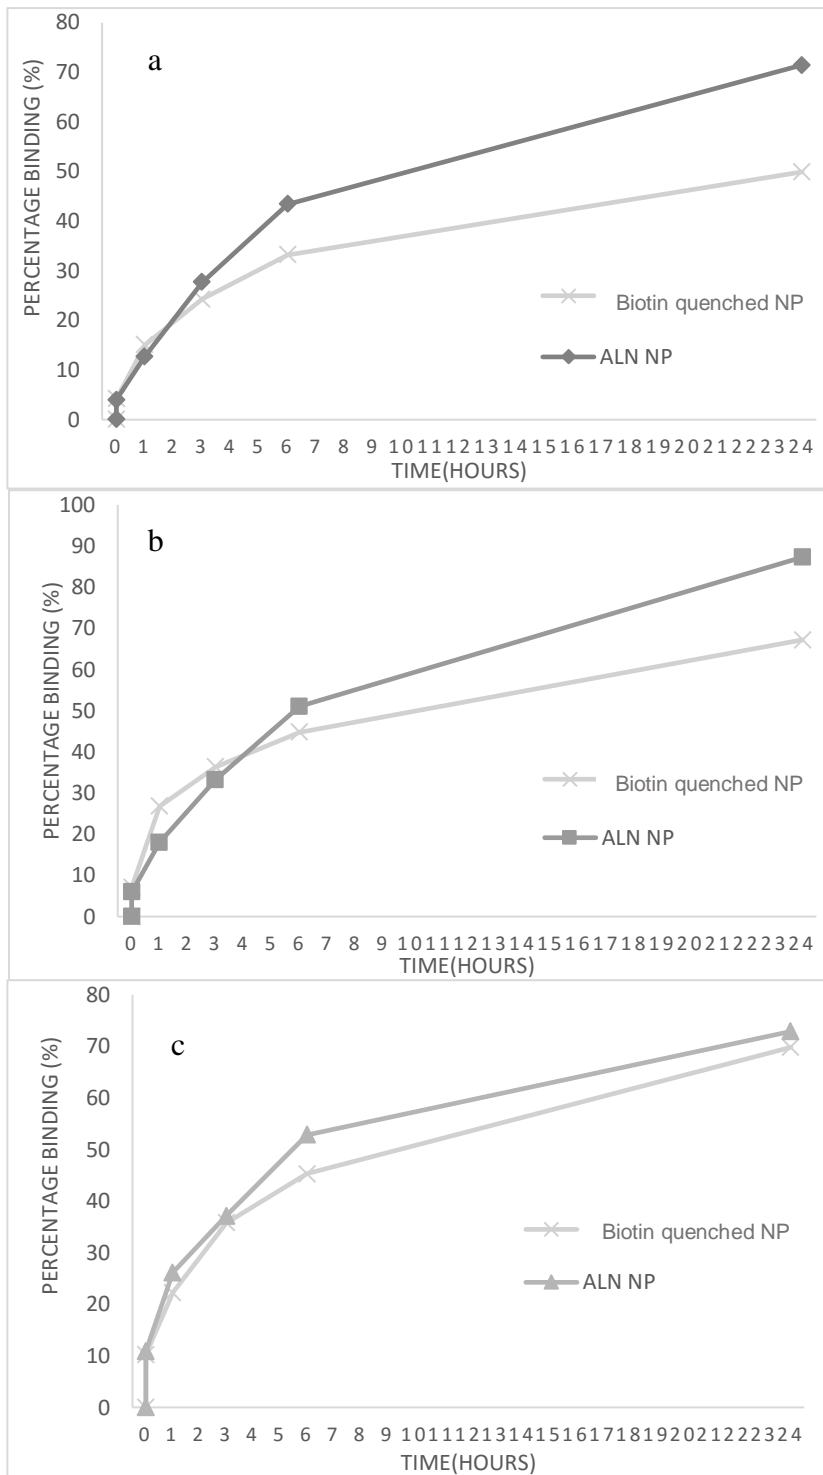 80
a
70
60
50
40
30
20
10
0
PERCENTAGE BINDING (%)
Biotin quenched NP
ALN NP
0 1 2 3 4 5 6 7 8 9 10 11 12 13 14 15 16 17 18 19 20 21 22 23 24
TIME(HOURS)
100
b
90
80
70
60
50
40
30
20
10
0
PERCENTAGE BINDING (%)
Biotin quenched NP
ALN NP
0 1 2 3 4 5 6 7 8 9 10 11 12 13 14 15 16 17 18 19 20 21 22 23 24
TIME(HOURS)
80
c
70
60
50
40
30
20
10
0
PERCENTAGE BINDING (%)
Biotin quenched NP
ALN NP
0 1 2 3 4 5 6 7 8 9 10 11 12 13 14 15 16 17 18 19 20 21 22 23 24
TIME(HOURS)